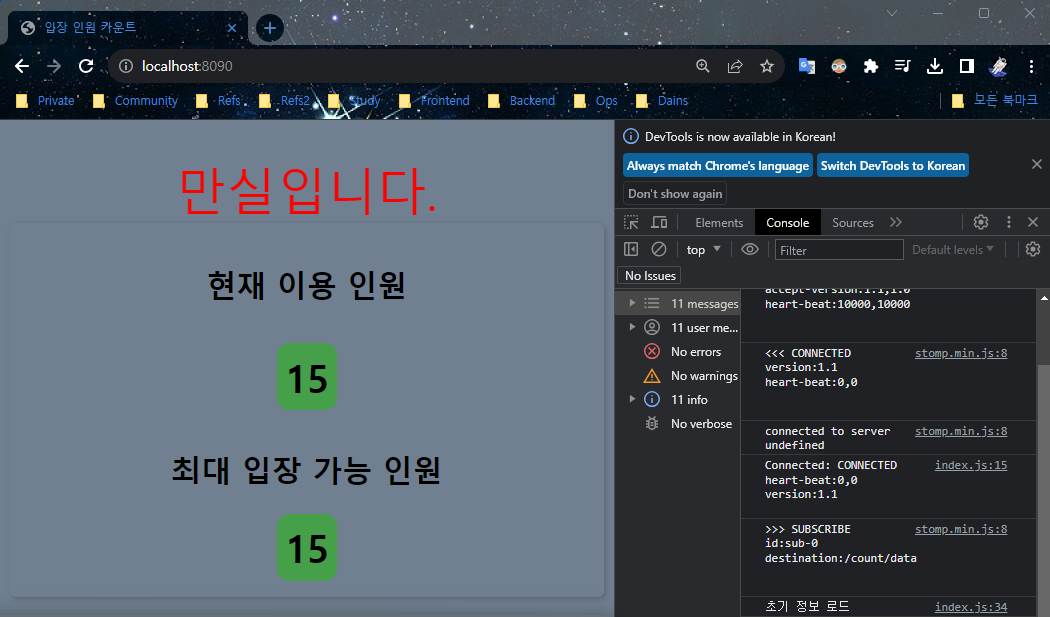 입장 인원 카운트
localhost:8090
Private Community Refs Refs2 Study Frontend Backend Ops Dains 모든 북마크
만실입니다.
현재 이용 인원
15
최대 입장 가능 인원
15
DevTools is now available in Korean!
Always match Chrome's language Switch DevTools to Korean
Don't show again
Elements Console Sources
top Filter Default levels
No Issues
11 messages
11 user me...
No errors
No warnings
11 info
No verbose
accept-version:1.1,1.0
heart-beat:10000,10000
<<< CONNECTED stomp.min.js:8
version:1.1
heart-beat:0,0
connected to server stomp.min.js:8
undefined
Connected: CONNECTED index.js:15
heart-beat:0,0
version:1.1
>>> SUBSCRIBE stomp.min.js:8
id:sub-0
destination:/count/data
초기 정보 로드 index.js:34